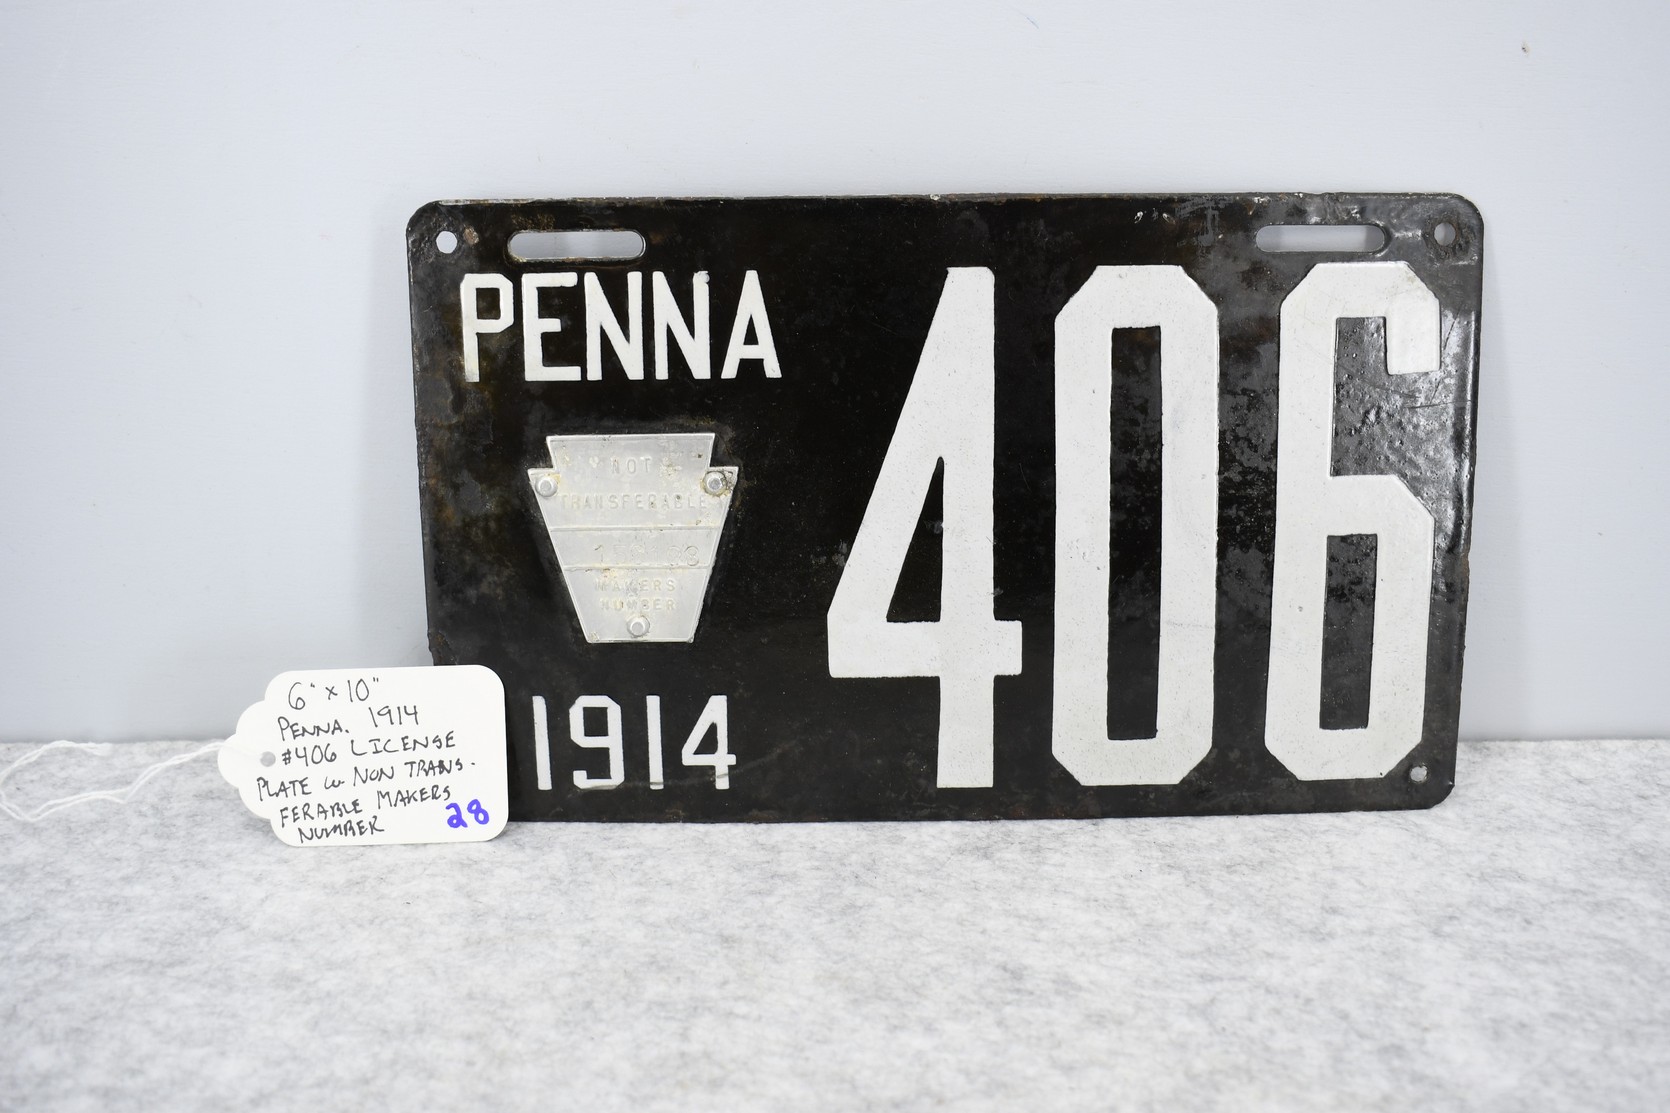 PENNA
406
NOT
TRANSFERABLE
MAKERS
NUMBER
1914
6" x 10"
PENNA. 1914
#406 LICENSE
PLATE w NON TRANS-
FERABLE MAKERS
NUMBER
28